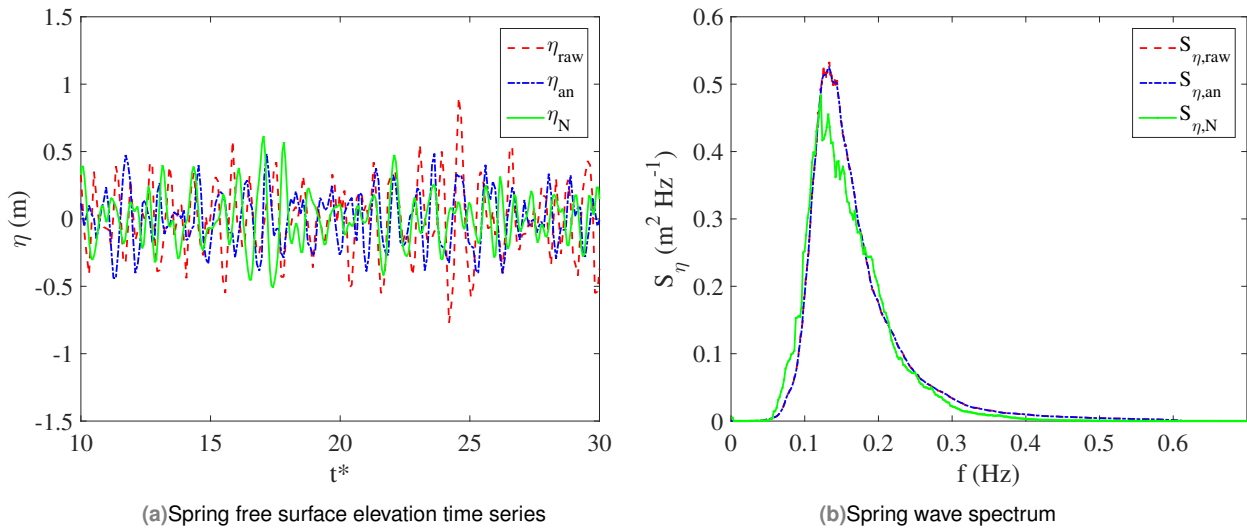 1.5
1
0.5
0
-0.5
-1
-1.5
η (m)
10 15 20 25 30
t*
η_raw
η_an
η_N
(a)Spring free surface elevation time series
0.6
0.5
0.4
0.3
0.2
0.1
0
S_η (m² Hz⁻¹)
0 0.1 0.2 0.3 0.4 0.5 0.6
f (Hz)
S_η,raw
S_η,an
S_η,N
(b)Spring wave spectrum